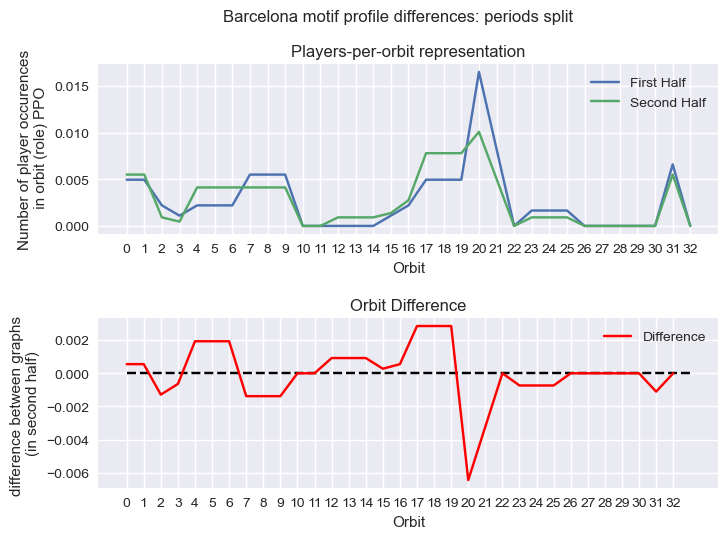 Barcelona motif profile differences: periods split
Players-per-orbit representation
Number of player occurences
in orbit (role) PPO
0.015
0.010
0.005
0.000
First Half
Second Half
0 1 2 3 4 5 6 7 8 9 10 11 12 13 14 15 16 17 18 19 20 21 22 23 24 25 26 27 28 29 30 31 32
Orbit
Orbit Difference
difference between graphs
(in second half)
0.002
0.000
−0.002
−0.004
−0.006
Difference
0 1 2 3 4 5 6 7 8 9 10 11 12 13 14 15 16 17 18 19 20 21 22 23 24 25 26 27 28 29 30 31 32
Orbit